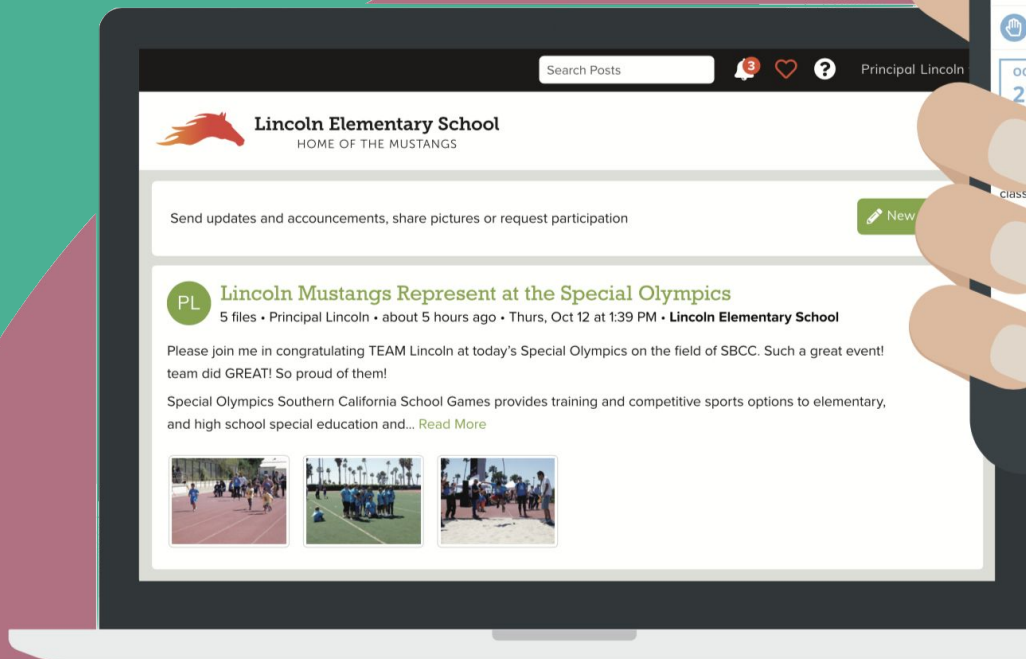 Search Posts
3
?
Principal Lincoln
Lincoln Elementary School
HOME OF THE MUSTANGS
Send updates and accouncements, share pictures or request participation
New
PL
Lincoln Mustangs Represent at the Special Olympics
5 files • Principal Lincoln • about 5 hours ago • Thurs, Oct 12 at 1:39 PM • Lincoln Elementary School
Please join me in congratulating TEAM Lincoln at today's Special Olympics on the field of SBCC. Such a great event!
team did GREAT! So proud of them!
Special Olympics Southern California School Games provides training and competitive sports options to elementary,
and high school special education and... Read More